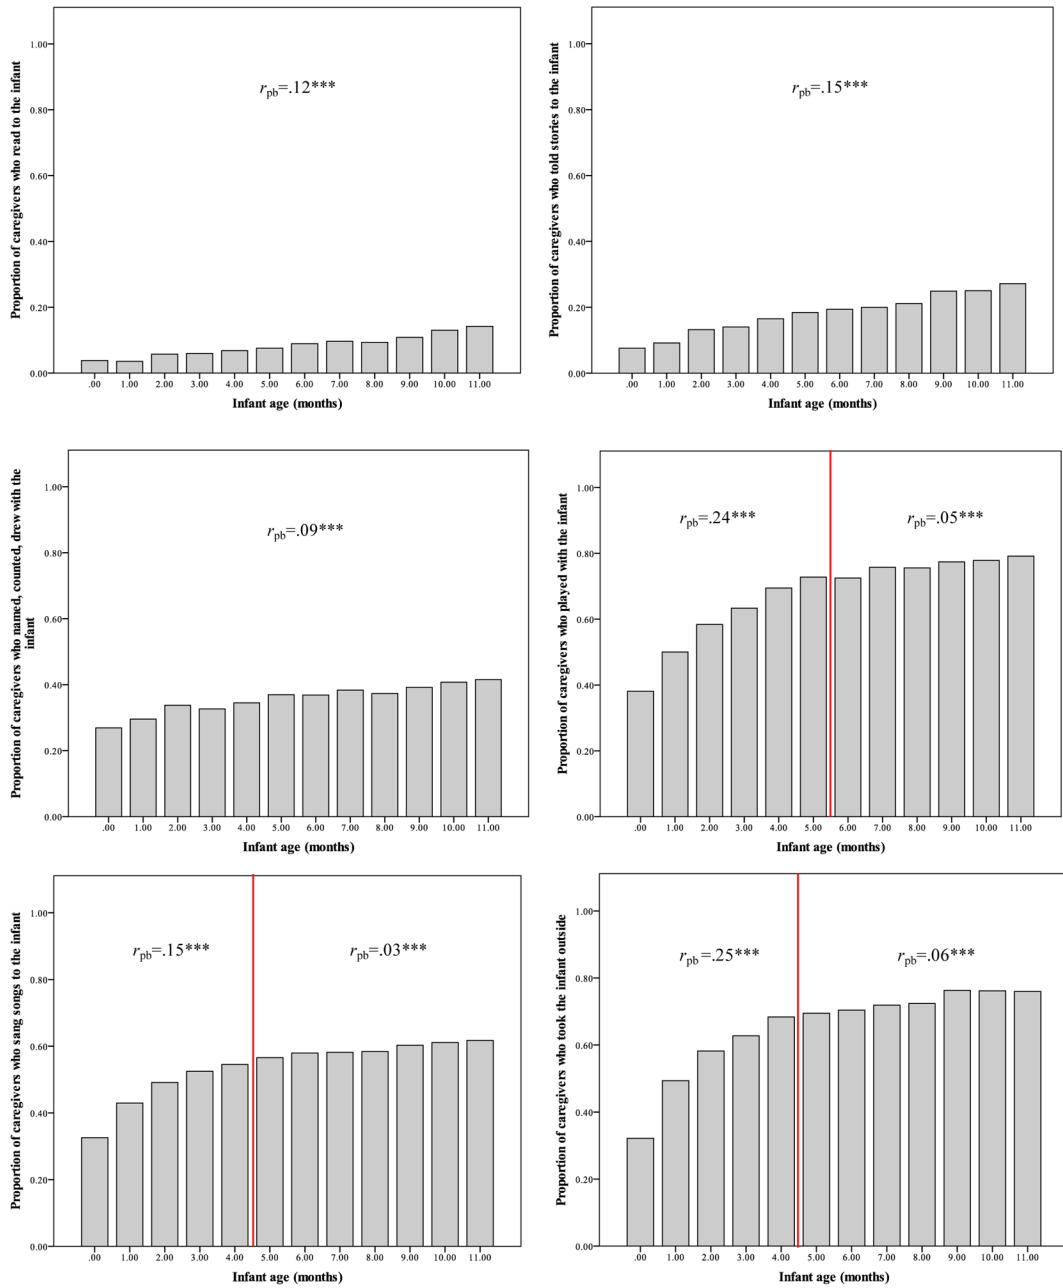 Proportion of caregivers who read to the infant
1.00
0.80
0.60
0.40
0.20
0.00
r pb=.12***
.00 1.00 2.00 3.00 4.00 5.00 6.00 7.00 8.00 9.00 10.00 11.00
Infant age (months)
Proportion of caregivers who told stories to the infant
1.00
0.80
0.60
0.40
0.20
0.00
r pb=.15***
.00 1.00 2.00 3.00 4.00 5.00 6.00 7.00 8.00 9.00 10.00 11.00
Infant age (months)
Proportion of caregivers who named, counted, drew with the
infant
1.00
0.80
0.60
0.40
0.20
0.00
r pb=.09***
.00 1.00 2.00 3.00 4.00 5.00 6.00 7.00 8.00 9.00 10.00 11.00
Infant age (months)
Proportion of caregivers who played with the infant
1.00
0.80
0.60
0.40
0.20
0.00
r pb=.24*** r pb=.05***
.00 1.00 2.00 3.00 4.00 5.00 6.00 7.00 8.00 9.00 10.00 11.00
Infant age (months)
Proportion of caregivers who sang songs to the infant
1.00
0.80
0.60
0.40
0.20
0.00
r pb=.15*** r pb=.03***
.00 1.00 2.00 3.00 4.00 5.00 6.00 7.00 8.00 9.00 10.00 11.00
Infant age (months)
Proportion of caregivers who took the infant outside
1.00
0.80
0.60
0.40
0.20
0.00
r pb =.25*** r pb=.06***
.00 1.00 2.00 3.00 4.00 5.00 6.00 7.00 8.00 9.00 10.00 11.00
Infant age (months)